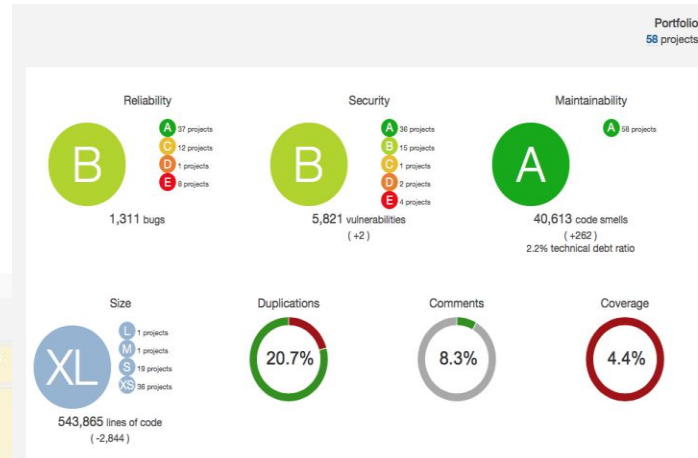 Portfolio
58 projects
Reliability
B
A 37 projects
C 12 projects
D 1 projects
E 8 projects
1,311 bugs
Security
B
A 36 projects
B 15 projects
C 1 projects
D 2 projects
E 4 projects
5,821 vulnerabilities
( +2 )
Maintainability
A
A 58 projects
40,613 code smells
( +262 )
2.2% technical debt ratio
Size
XL
L 1 projects
M 1 projects
S 19 projects
XS 36 projects
543,865 lines of code
( -2,844 )
Duplications
20.7%
Comments
8.3%
Coverage
4.4%